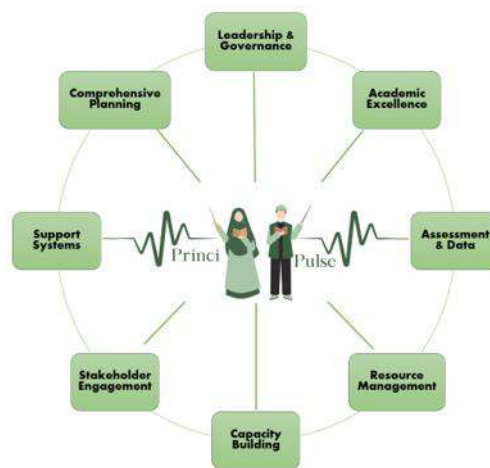 Leadership &
Governance
Academic
Excellence
Assessment
& Data
Resource
Management
Capacity
Building
Stakeholder
Engagement
Support
Systems
Comprehensive
Planning
Princi
Pulse